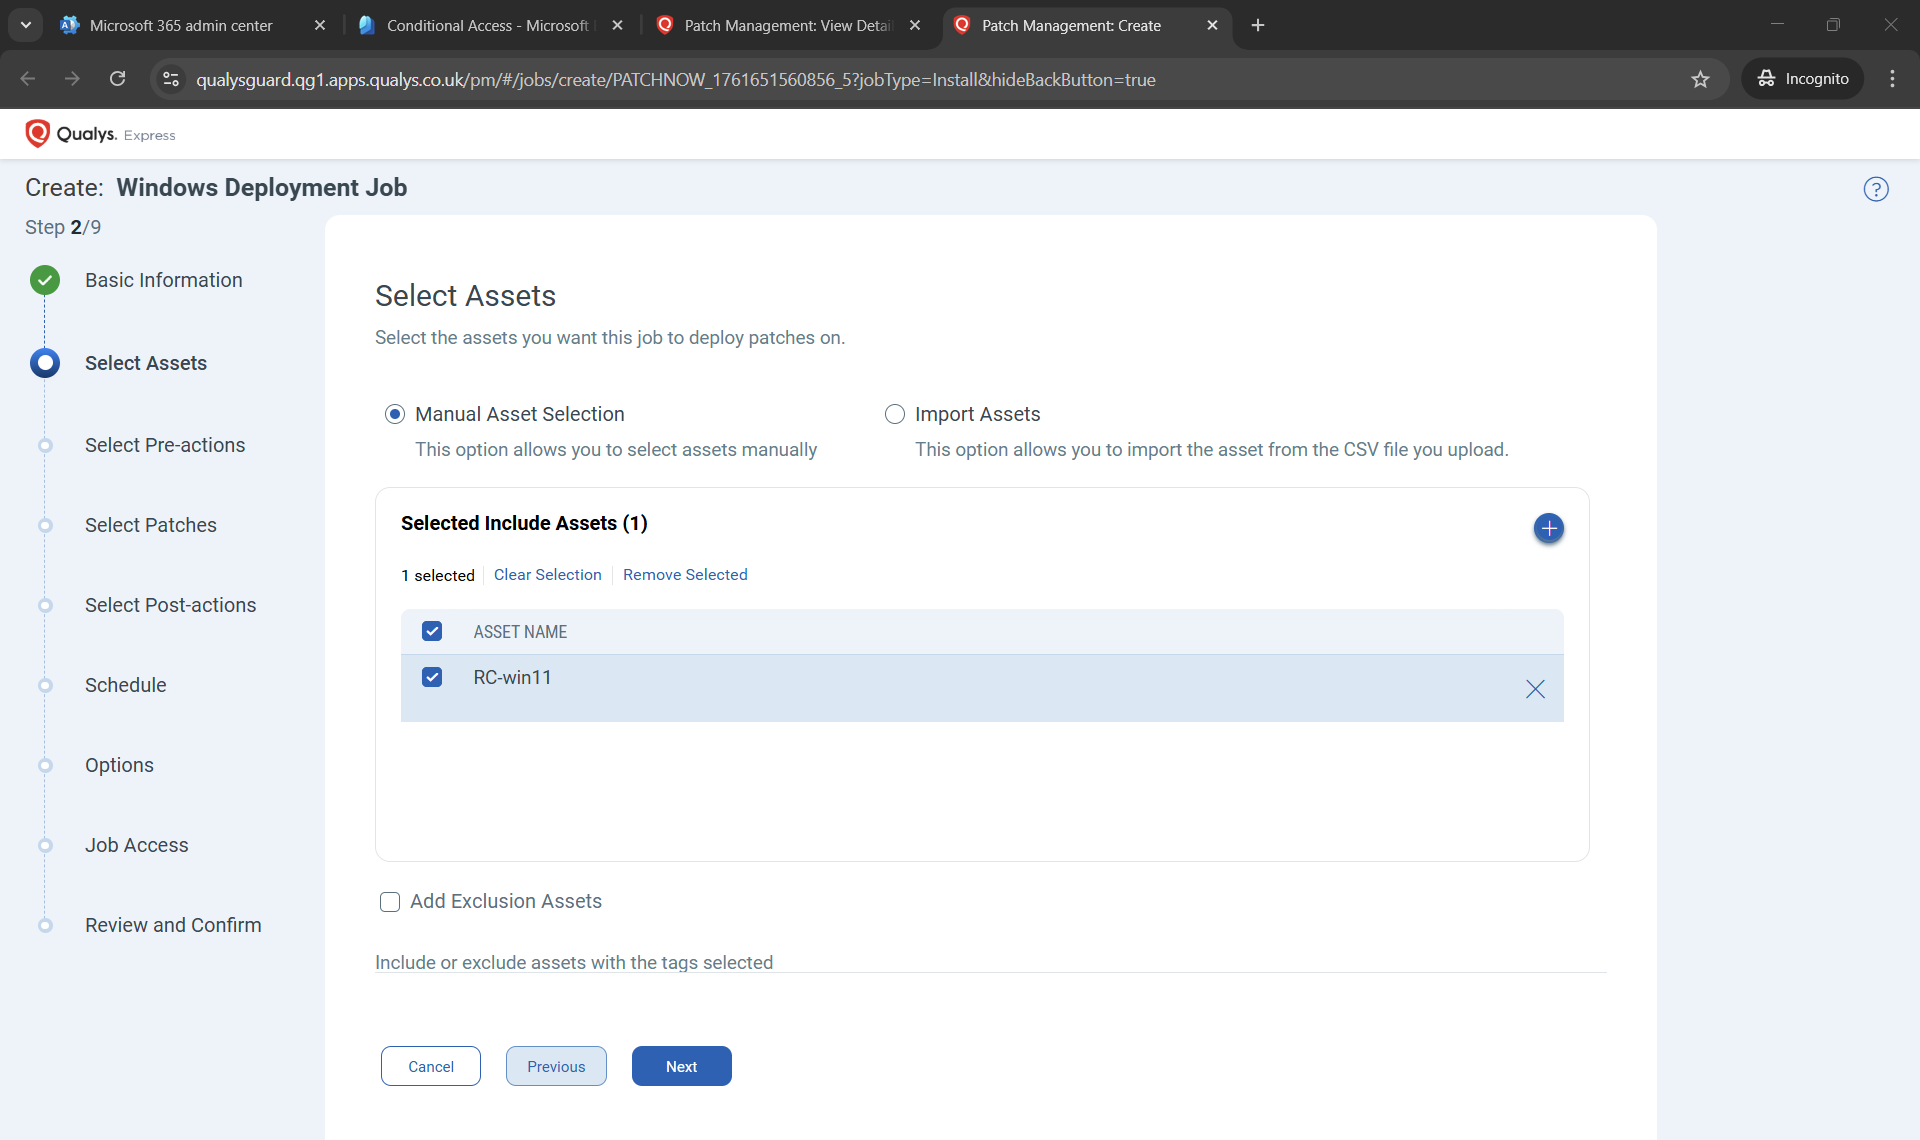 Microsoft 365 admin center
Conditional Access - Microsoft
Patch Management: View Detai
Patch Management: Create
qualysguard.qg1.apps.qualys.co.uk/pm/#/jobs/create/PATCHNOW_1761651560856_5?jobType=Install&hideBackButton=true
Incognito
Qualys. Express
Create: Windows Deployment Job
?
Step 2/9
Basic Information
Select Assets
Select Pre-actions
Select Patches
Select Post-actions
Schedule
Options
Job Access
Review and Confirm
Select Assets
Select the assets you want this job to deploy patches on.
Manual Asset Selection
This option allows you to select assets manually
Import Assets
This option allows you to import the asset from the CSV file you upload.
Selected Include Assets (1)
1 selected
Clear Selection
Remove Selected
ASSET NAME
RC-win11
Add Exclusion Assets
Include or exclude assets with the tags selected
Cancel
Previous
Next